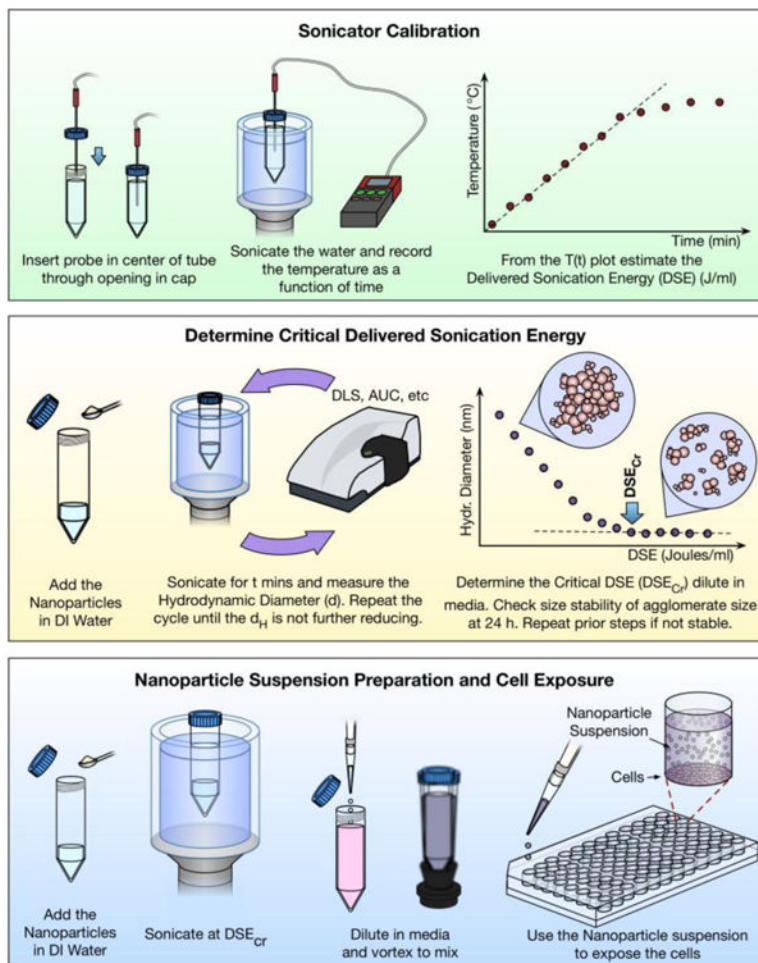 Sonicator Calibration
Insert probe in center of tube
through opening in cap
Sonicate the water and record
the temperature as a
function of time
Temperature (°C)
Time (min)
From the T(t) plot estimate the
Delivered Sonication Energy (DSE) (J/ml)
Determine Critical Delivered Sonication Energy
Add the
Nanoparticles
in DI Water
DLS, AUC, etc
Sonicate for t mins and measure the
Hydrodynamic Diameter (d). Repeat the
cycle until the dH is not further reducing.
Hydr. Diameter (nm)
DSECr
DSE (Joules/ml)
Determine the Critical DSE (DSECr) dilute in
media. Check size stability of agglomerate size
at 24 h. Repeat prior steps if not stable.
Nanoparticle Suspension Preparation and Cell Exposure
Add the
Nanoparticles
in DI Water
Sonicate at DSEcr
Dilute in media
and vortex to mix
Nanoparticle
Suspension
Cells
Use the Nanoparticle suspension
to expose the cells